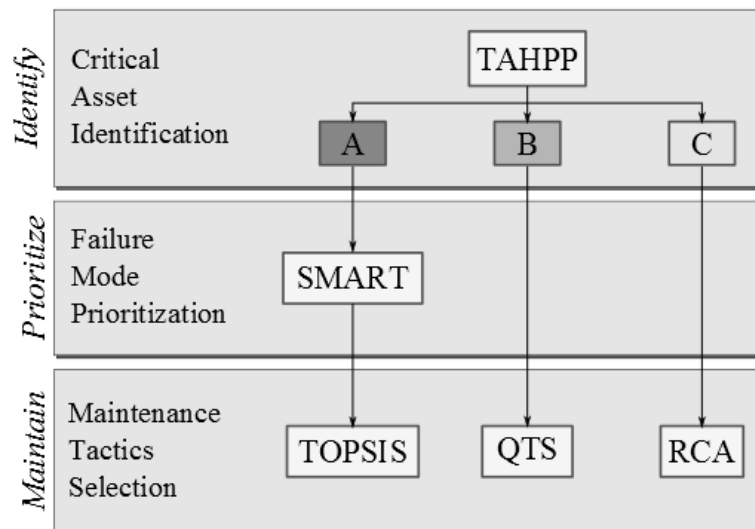 Identify
Critical
Asset
Identification
TAHPP
A
B
C
Prioritize
Failure
Mode
Prioritization
SMART
Maintain
Maintenance
Tactics
Selection
TOPSIS
QTS
RCA